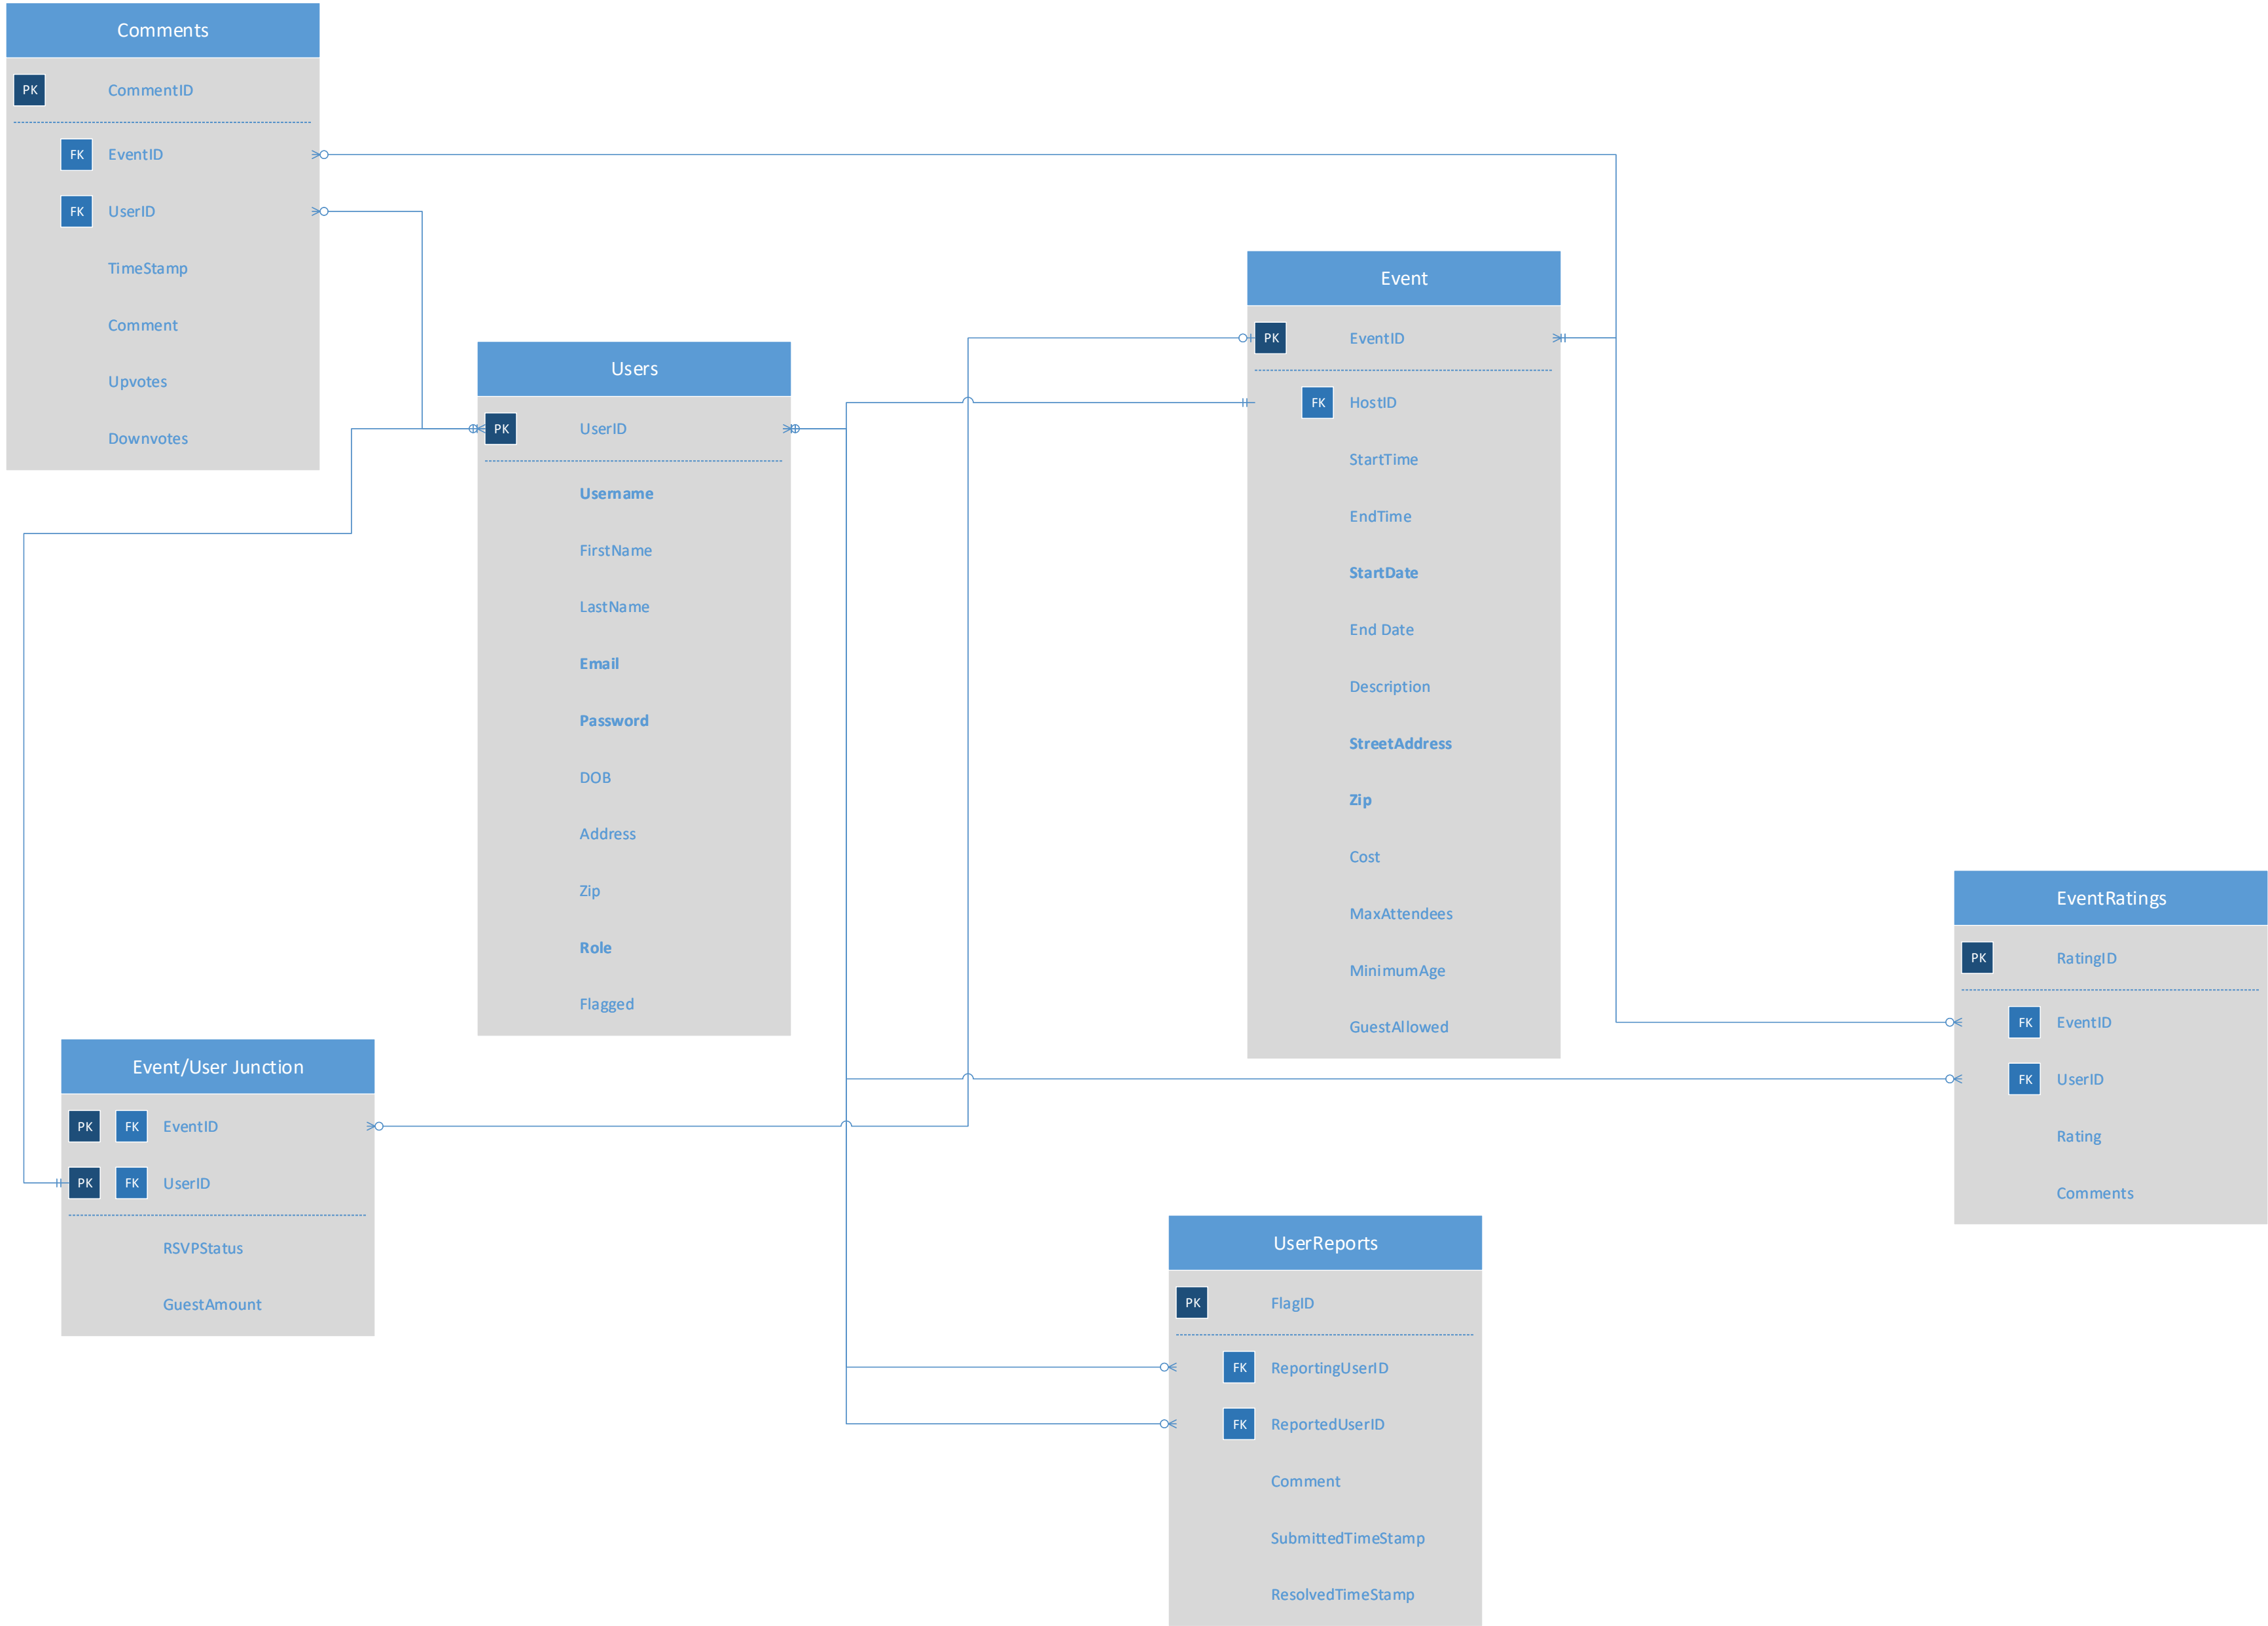 Comments
PK CommentID
FK EventID
FK UserID
TimeStamp
Comment
Upvotes
Downvotes
Users
PK UserID
Username
FirstName
LastName
Email
Password
DOB
Address
Zip
Role
Flagged
Event
PK EventID
FK HostID
StartTime
EndTime
StartDate
End Date
Description
StreetAddress
Zip
Cost
MaxAttendees
MinimumAge
GuestAllowed
EventRatings
PK RatingID
FK EventID
FK UserID
Rating
Comments
Event/User Junction
PK FK EventID
PK FK UserID
RSVPStatus
GuestAmount
UserReports
PK FlagID
FK ReportingUserID
FK ReportedUserID
Comment
SubmittedTimeStamp
ResolvedTimeStamp